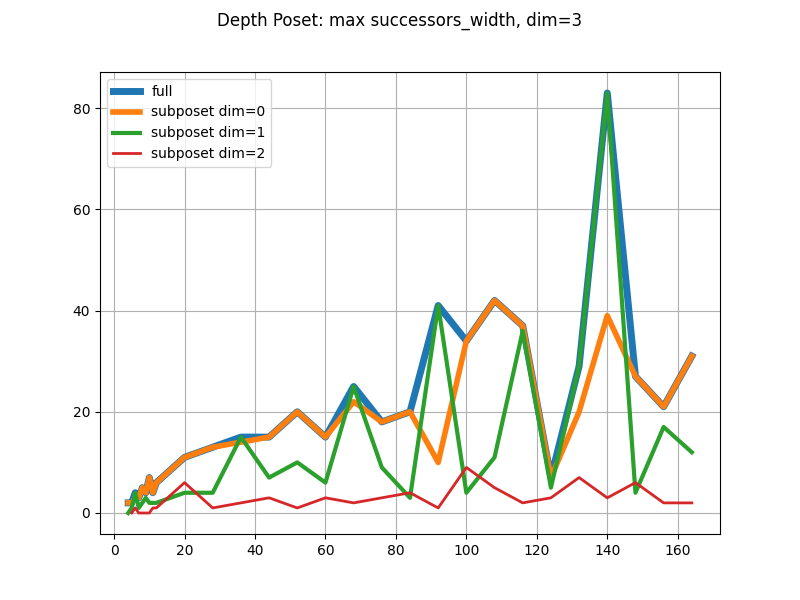 Depth Poset: max successors_width, dim=3
full
subposet dim=0
subposet dim=1
subposet dim=2
80
60
40
20
0
0 20 40 60 80 100 120 140 160